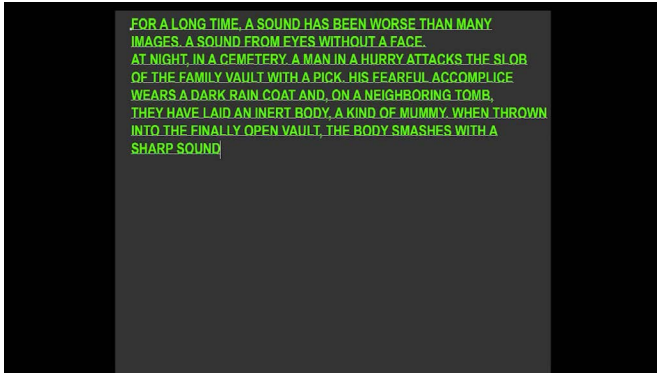 FOR A LONG TIME, A SOUND HAS BEEN WORSE THAN MANY
IMAGES. A SOUND FROM EYES WITHOUT A FACE.
AT NIGHT, IN A CEMETERY. A MAN IN A HURRY ATTACKS THE SLOB
OF THE FAMILY VAULT WITH A PICK. HIS FEARFUL ACCOMPLICE
WEARS A DARK RAIN COAT AND, ON A NEIGHBORING TOMB,
THEY HAVE LAID AN INERT BODY, A KIND OF MUMMY. WHEN THROWN
INTO THE FINALLY OPEN VAULT, THE BODY SMASHES WITH A
SHARP SOUND